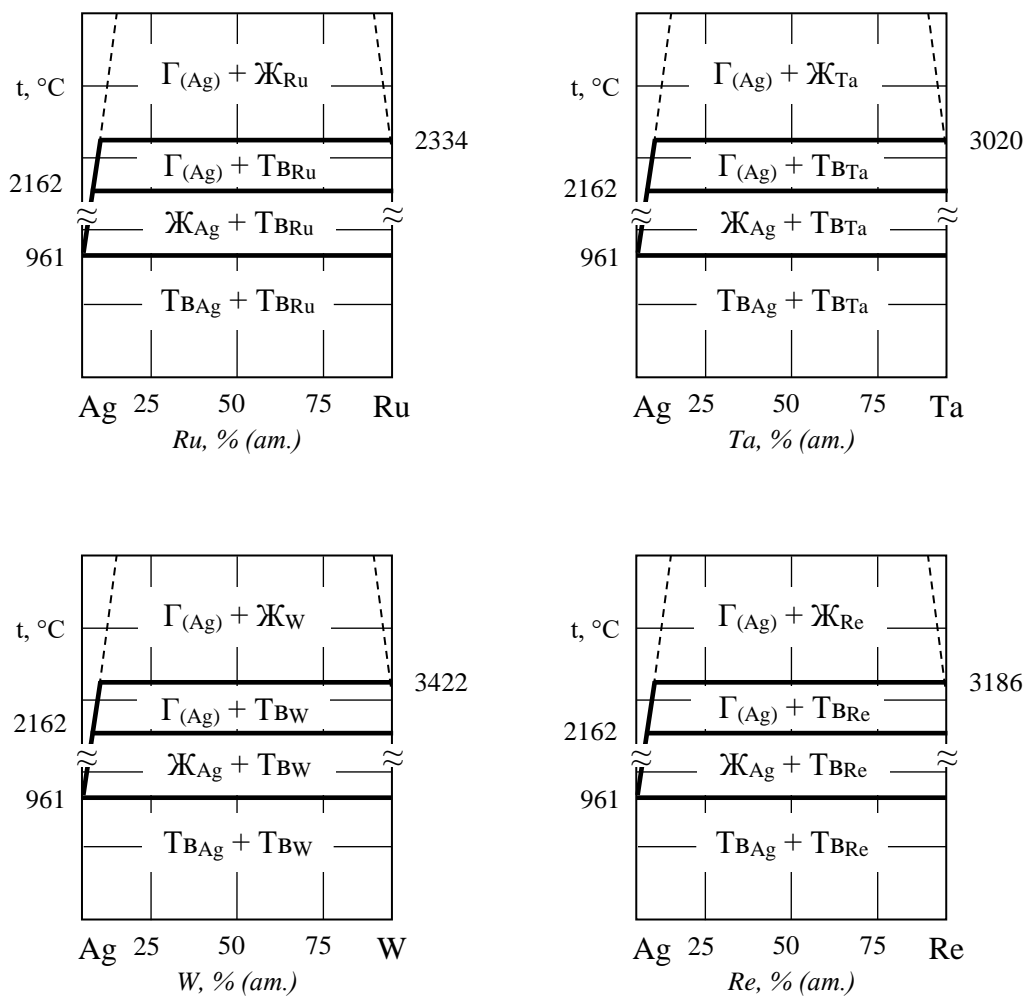 Г(Ag) + ЖRu
t, °C
2334
Г(Ag) + ТвRu
2162
ЖAg + ТвRu
961
ТвAg + ТвRu
Ag 25 50 75 Ru
Ru, % (ат.)
Г(Ag) + ЖTa
t, °C
3020
Г(Ag) + ТвTa
2162
ЖAg + ТвTa
961
ТвAg + ТвTa
Ag 25 50 75 Ta
Ta, % (ат.)
Г(Ag) + ЖW
t, °C
3422
Г(Ag) + ТвW
2162
ЖAg + ТвW
961
ТвAg + ТвW
Ag 25 50 75 W
W, % (ат.)
Г(Ag) + ЖRe
t, °C
3186
Г(Ag) + ТвRe
2162
ЖAg + ТвRe
961
ТвAg + ТвRe
Ag 25 50 75 Re
Re, % (ат.)